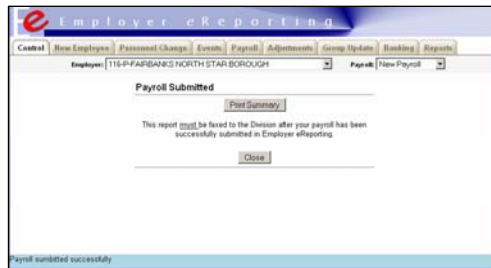 Employer eReporting
Control New Employee Personnel Change Events Payroll Adjustments Group Update Banking Reports
Employer: 116-P-FAIRBANKS NORTH STAR BOROUGH Payroll: New Payroll
Payroll Submitted
Print Summary
This report must be faxed to the Division after your payroll has been
successfully submitted in Employer eReporting.
Close
Payroll sumbitted successfully